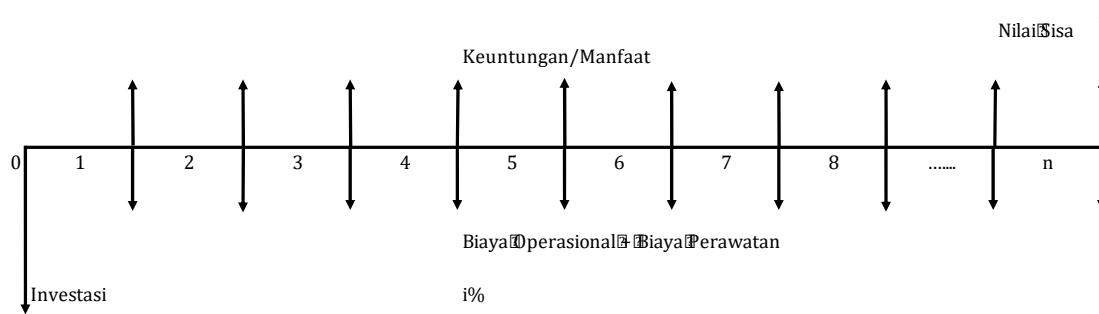 Nilai Sisa
Keuntungan/Manfaat
0 1 2 3 4 5 6 7 8 ....... n
Biaya Operasional + Biaya Perawatan
Investasi i%